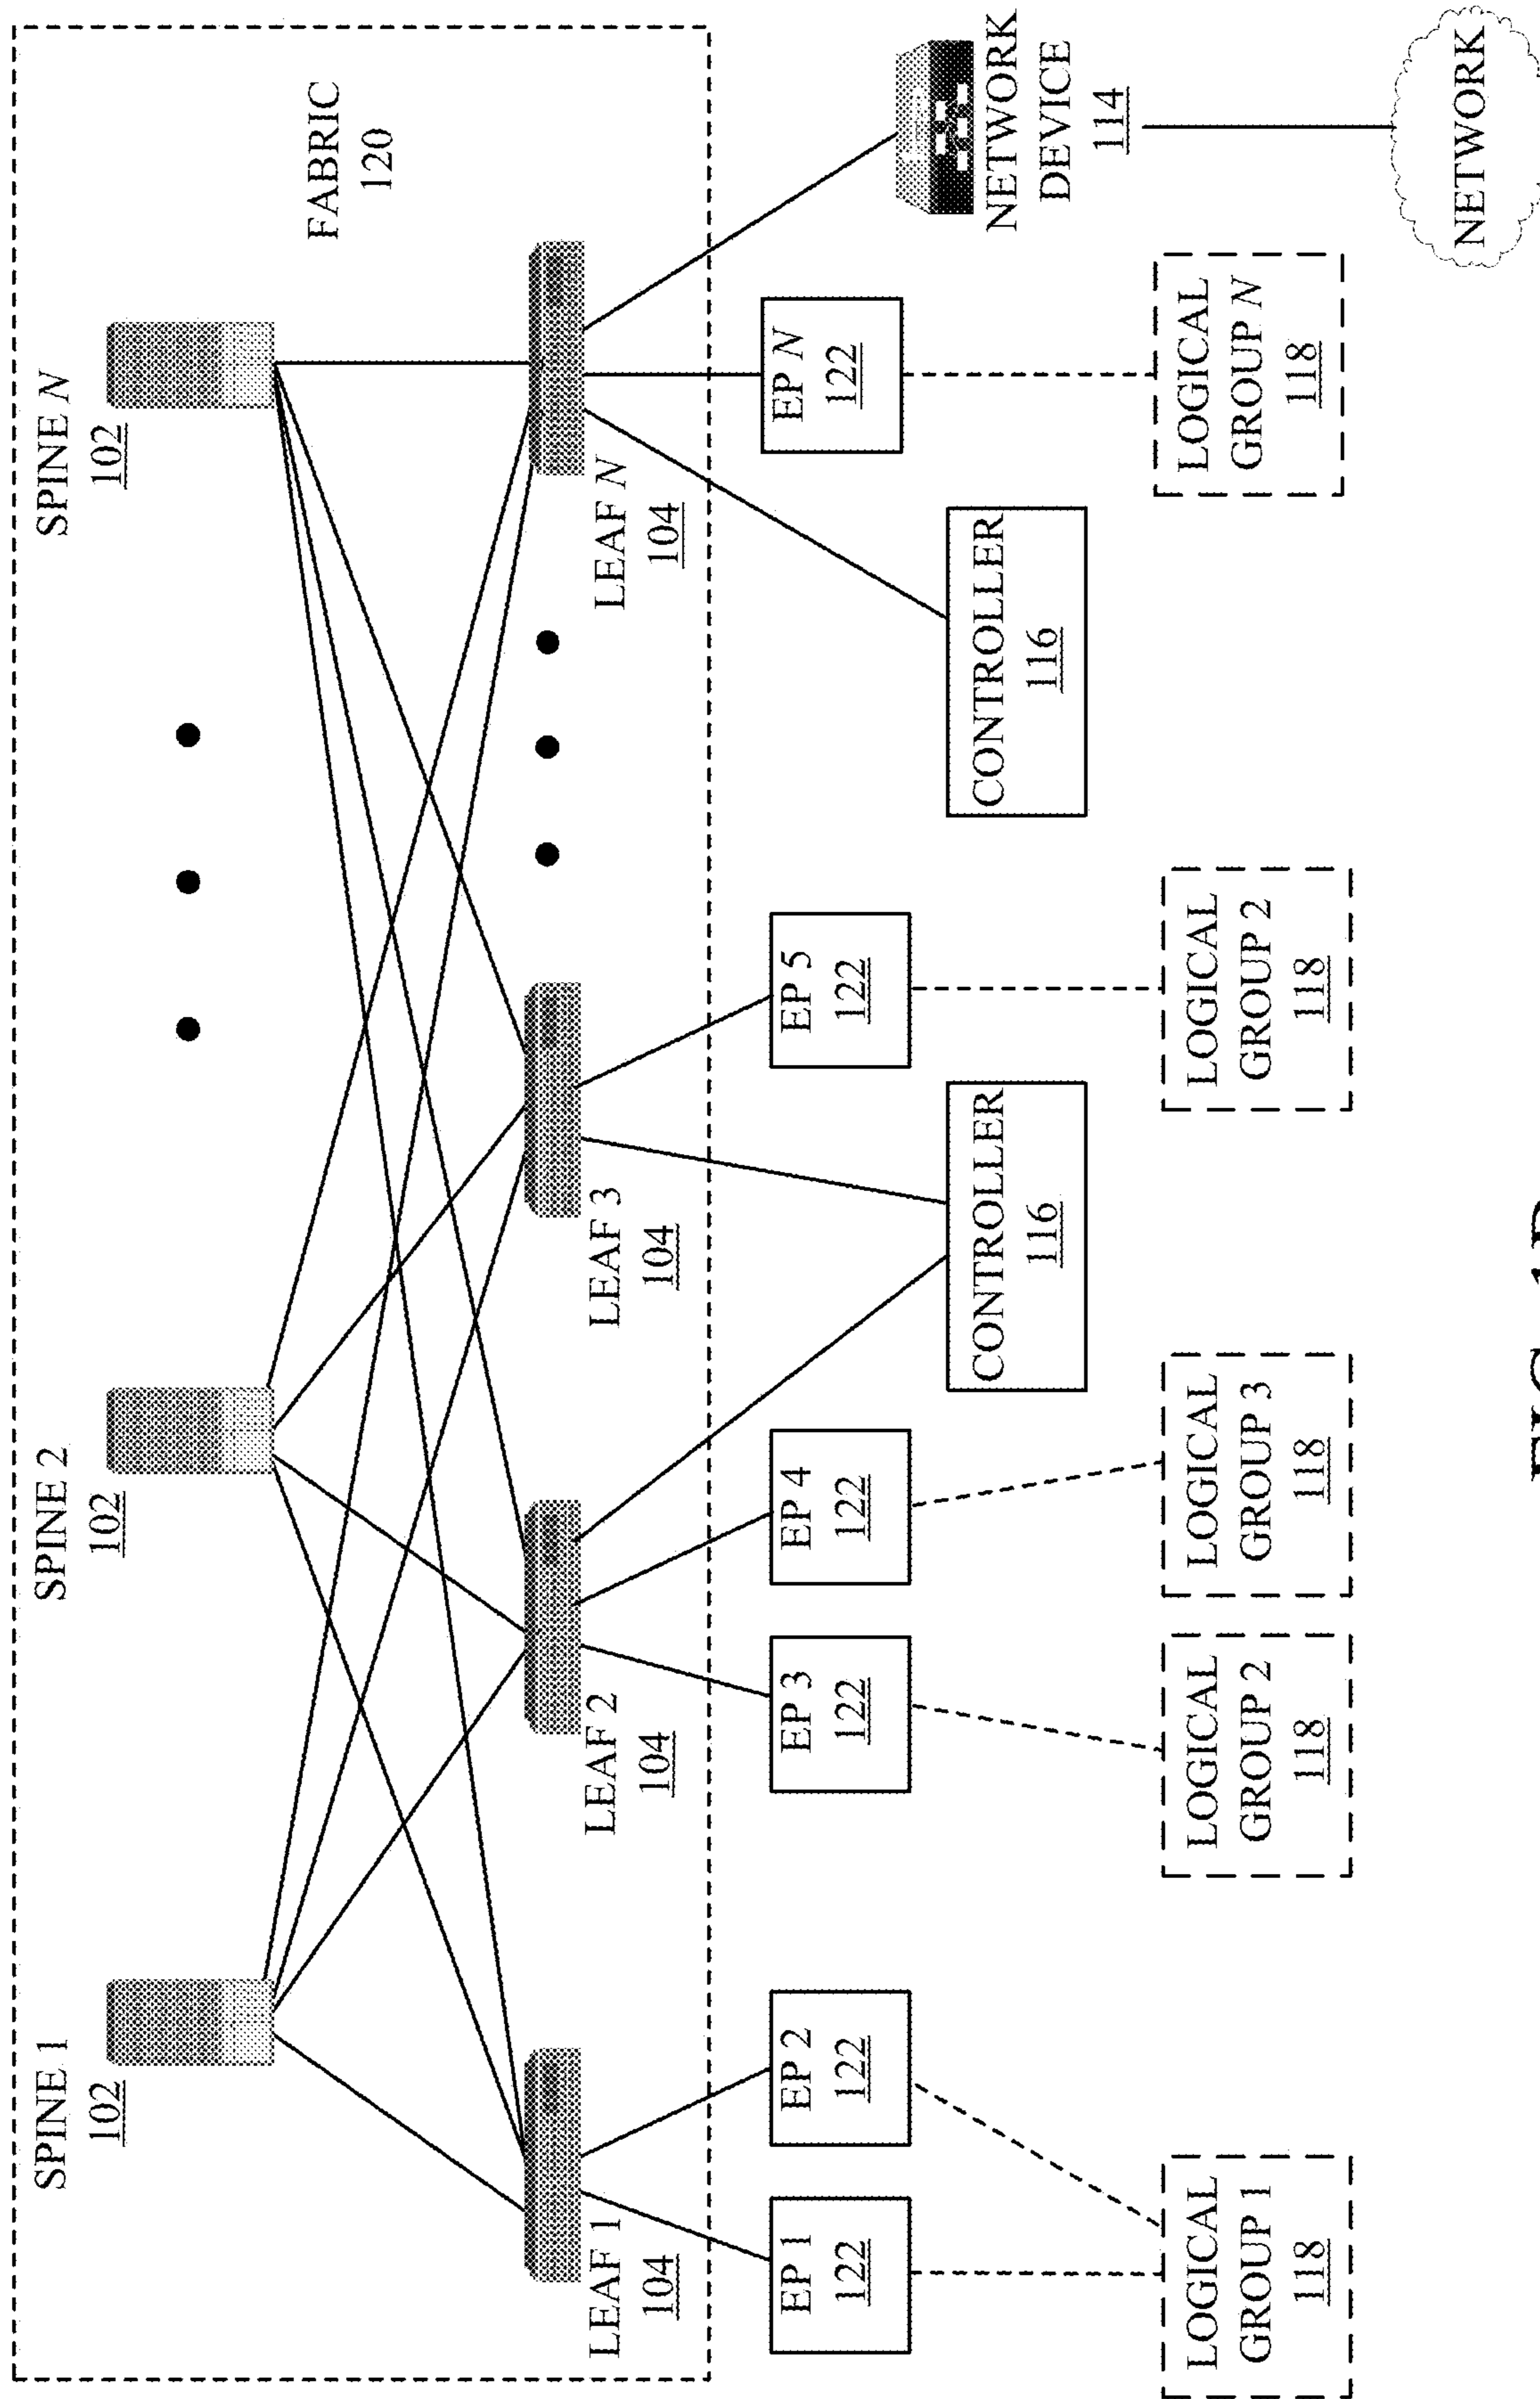 SPINE 1
102
SPINE 2
102
SPINE N
102
FABRIC
120
LEAF 1
104
LEAF 2
104
LEAF 3
104
LEAF N
104
EP 1
122
EP 2
122
EP 3
122
EP 4
122
EP 5
122
EP N
122
NETWORK
DEVICE
114
CONTROLLER
116
CONTROLLER
116
LOGICAL
GROUP 1
118
LOGICAL
GROUP 2
118
LOGICAL
GROUP 3
118
LOGICAL
GROUP 2
118
LOGICAL
GROUP N
118
NETWORK